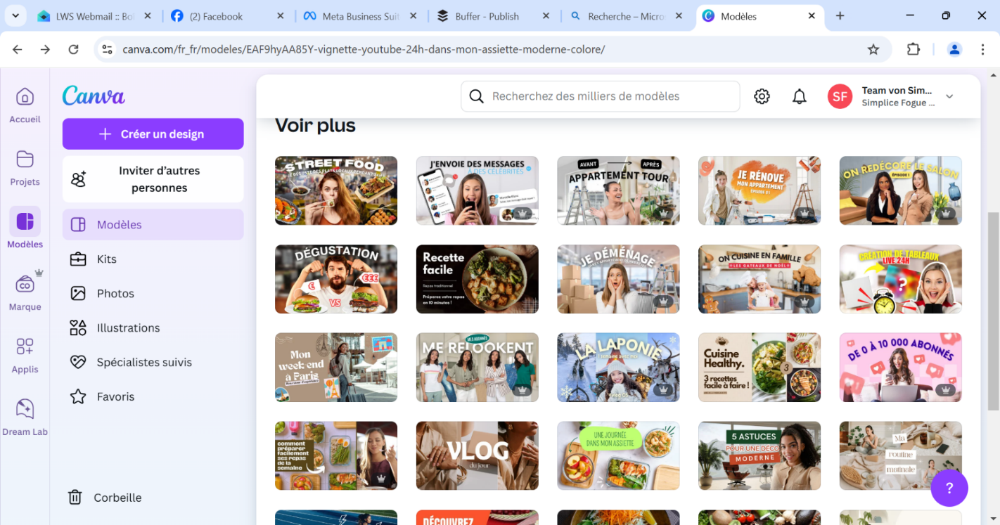 LWS Webmail :: Bo
(2) Facebook
Meta Business Suit
Buffer - Publish
Recherche – Micro
Modèles
canva.com/fr_fr/modeles/EAF9hyAA85Y-vignette-youtube-24h-dans-mon-assiette-moderne-colore/
Accueil
Projets
Modèles
Marque
Applis
Dream Lab
Canva
Créer un design
Inviter d’autres
personnes
Modèles
Kits
Photos
Illustrations
Spécialistes suivis
Favoris
Corbeille
Recherchez des milliers de modèles
SF
Team von Sim...
Simplice Fogue ...
Voir plus
STREET FOOD
J'ENVOIE DES MESSAGES
À DES CÉLÉBRITÉS
AVANT
APRÈS
APPARTEMENT TOUR
JE RÉNOVE
MON APPARTEMENT
EPISODE 01
ON REDÉCORE LE SALON
ÉPISODE 1
DÉGUSTATION
€
€€€
VS
Recette
facile
Repas traditionnel
Préparez votre repas
en 10 minutes !
JE DÉMÉNAGE
ON CUISINE EN FAMILLE
LES GATEAUX DE NOËL
CRÉATION DE TABLEAUX
LIVE 24H
?
Mon
week-end
à Paris
MES ABONNÉS
ME RELOOKENT
LA LAPONIE
1 semaine avec moi
Cuisine
Healthy.
3
3 recettes
facile à faire !
DE 0 À 10 000 ABONNÉS
comment
préparer
facilement
ses repas
de la
semaine
VLOG
du jour
UNE JOURNÉE
DANS MON ASSIETTE
5 ASTUCES
POUR UNE DÉCO
MODERNE
Ma
routine
matinale
DÉCOUVREZ
?